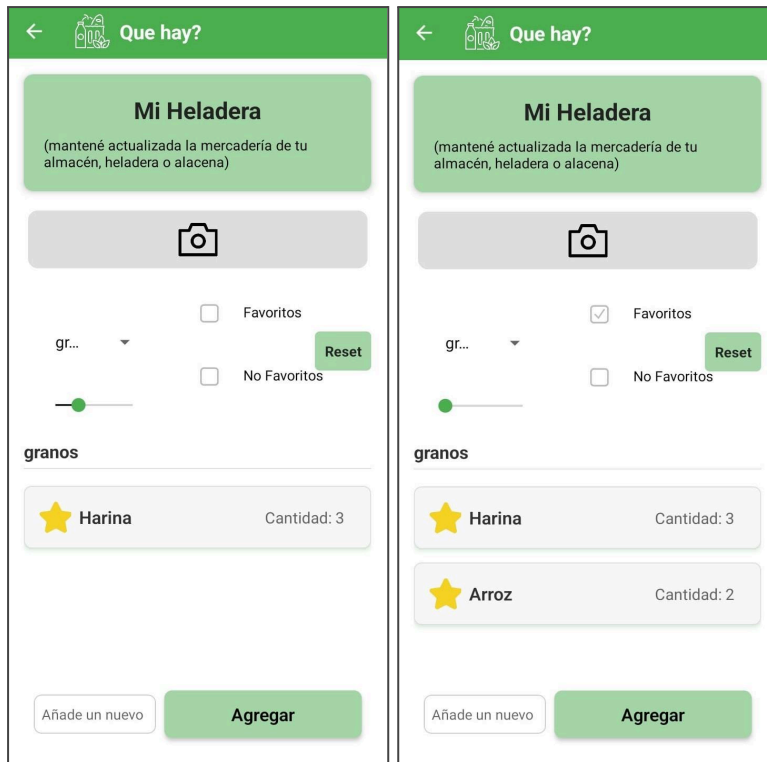 Que hay?
Mi Heladera
(mantené actualizada la mercadería de tu
almacén, heladera o alacena)
Favoritos
gr...
Reset
No Favoritos
granos
Harina
Cantidad: 3
Añade un nuevo
Agregar
Que hay?
Mi Heladera
(mantené actualizada la mercadería de tu
almacén, heladera o alacena)
Favoritos
gr...
Reset
No Favoritos
granos
Harina
Cantidad: 3
Arroz
Cantidad: 2
Añade un nuevo
Agregar